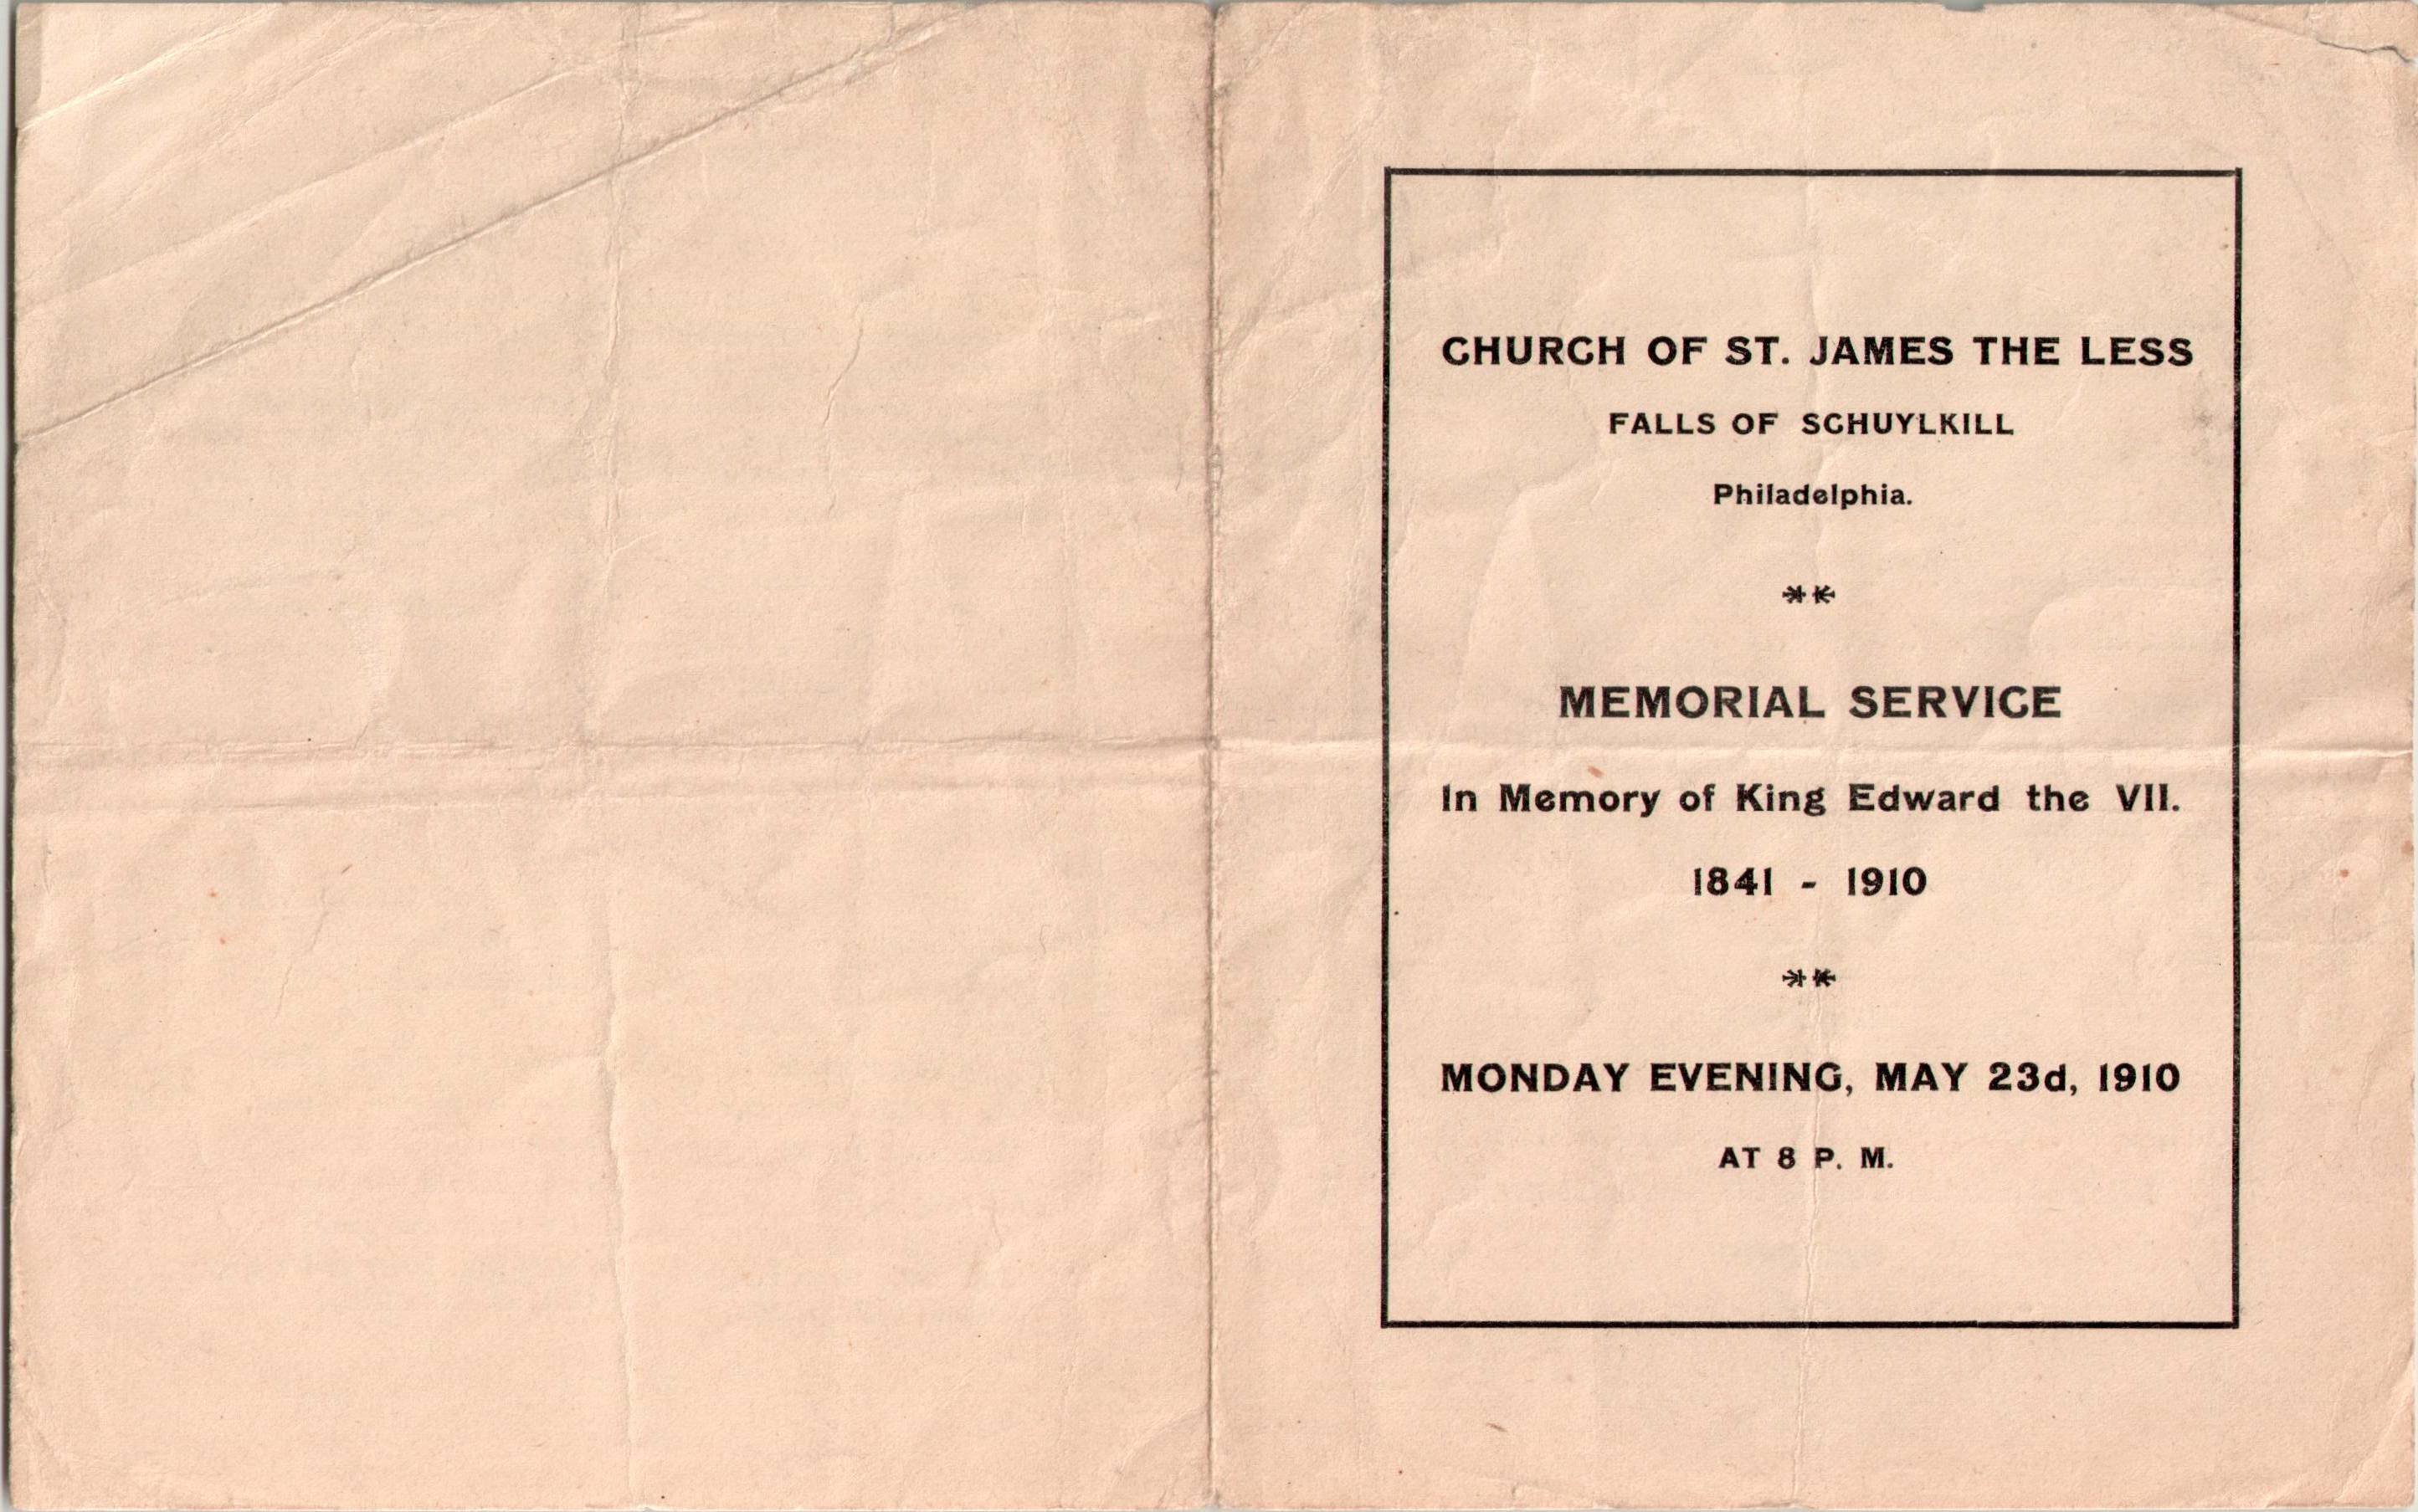 CHURCH OF ST. JAMES THE LESS
FALLS OF SCHUYLKILL
Philadelphia.
**
MEMORIAL SERVICE
In Memory of King Edward the VII.
1841 - 1910
**
MONDAY EVENING, MAY 23d, 1910
AT 8 P. M.